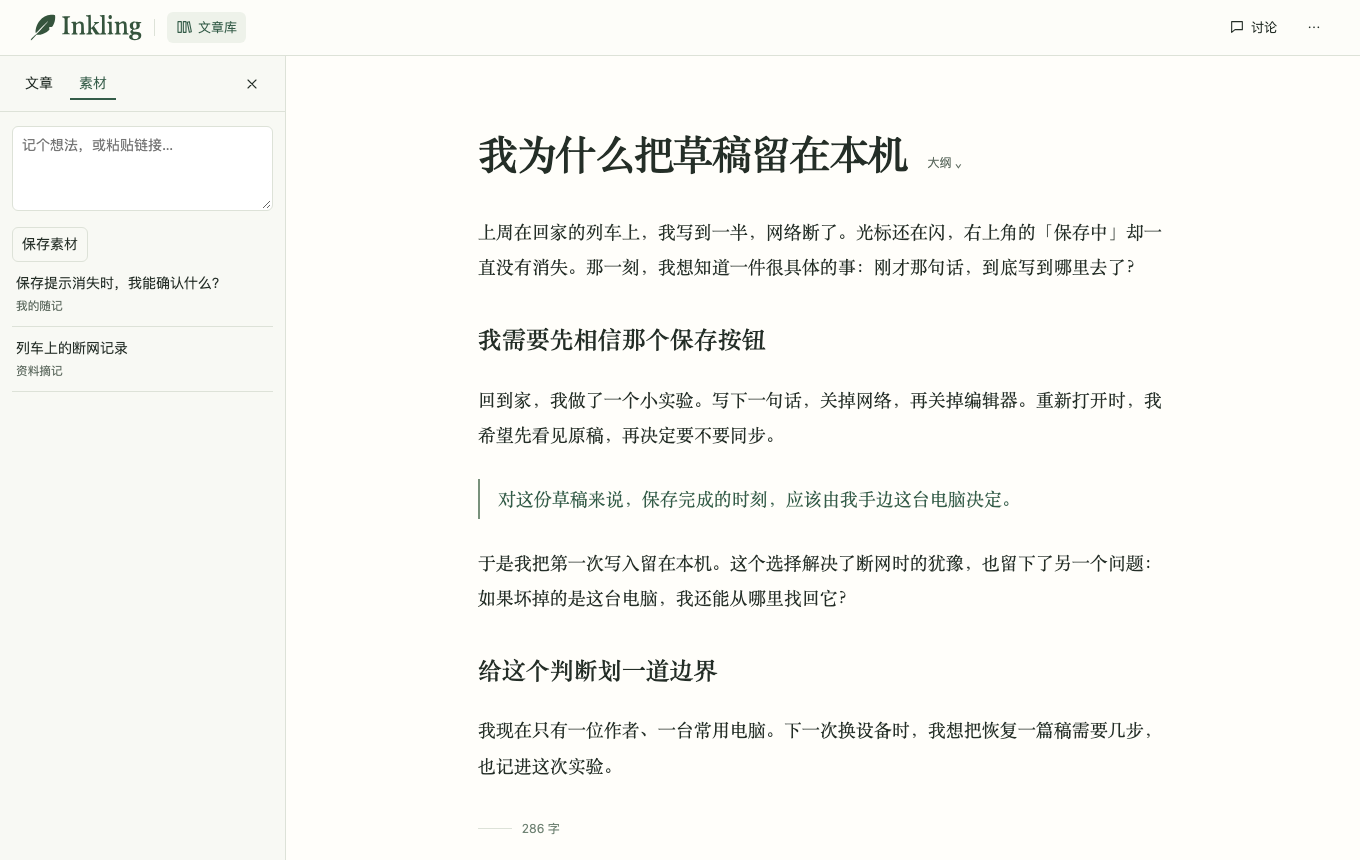 Inkling
文章库
讨论
···
文章
素材
×
记个想法，或粘贴链接...
保存素材
保存提示消失时，我能确认什么？
我的随记
列车上的断网记录
资料摘记
我为什么把草稿留在本机
大纲
上周在回家的列车上，我写到一半，网络断了。光标还在闪，右上角的「保存中」却一
直没有消失。那一刻，我想知道一件很具体的事：刚才那句话，到底写到哪里去了？
我需要先相信那个保存按钮
回到家，我做了一个小实验。写下一句话，关掉网络，再关掉编辑器。重新打开时，我
希望先看见原稿，再决定要不要同步。
对这份草稿来说，保存完成的时刻，应该由我手边这台电脑决定。
于是我把第一次写入留在本机。这个选择解决了断网时的犹豫，也留下了另一个问题：
如果坏掉的是这台电脑，我还能从哪里找回它？
给这个判断划一道边界
我现在只有一位作者、一台常用电脑。下一次换设备时，我想把恢复一篇稿需要几步，
也记进这次实验。
286 字